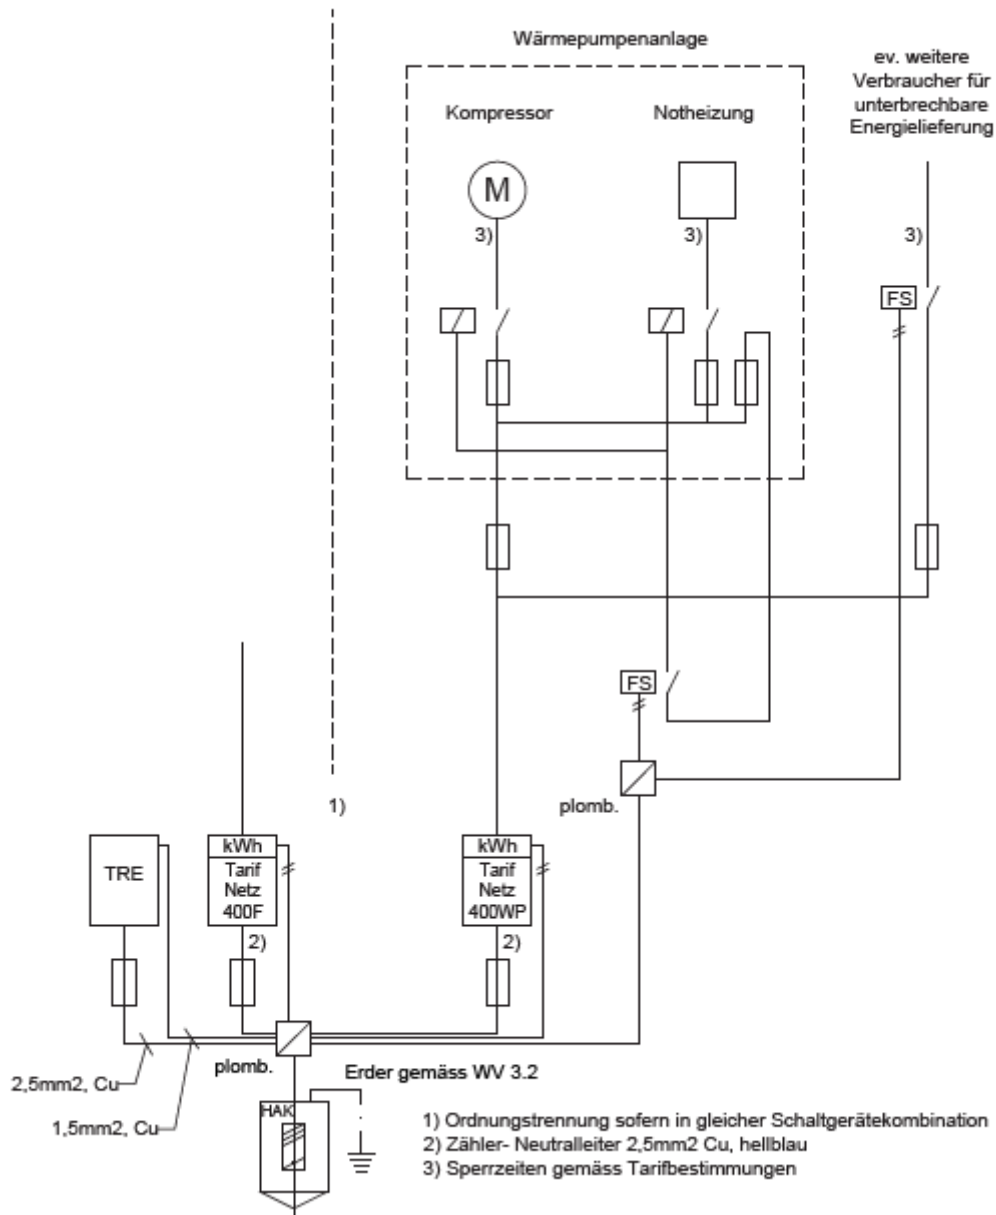 Wärmepumpenanlage
ev. weitere
Verbraucher für
unterbrechbare
Energielieferung
Kompressor
Notheizung
M
3)
3)
3)
FS
FS
plomb.
1)
TRE
kWh
Tarif
Netz
400F
2)
kWh
Tarif
Netz
400WP
2)
plomb.
2,5mm2, Cu
1,5mm2, Cu
Erder gemäss WV 3.2
HAK
1) Ordnungstrennung sofern in gleicher Schaltgerätekombination
2) Zähler- Neutralleiter 2,5mm2 Cu, hellblau
3) Sperrzeiten gemäss Tarifbestimmungen